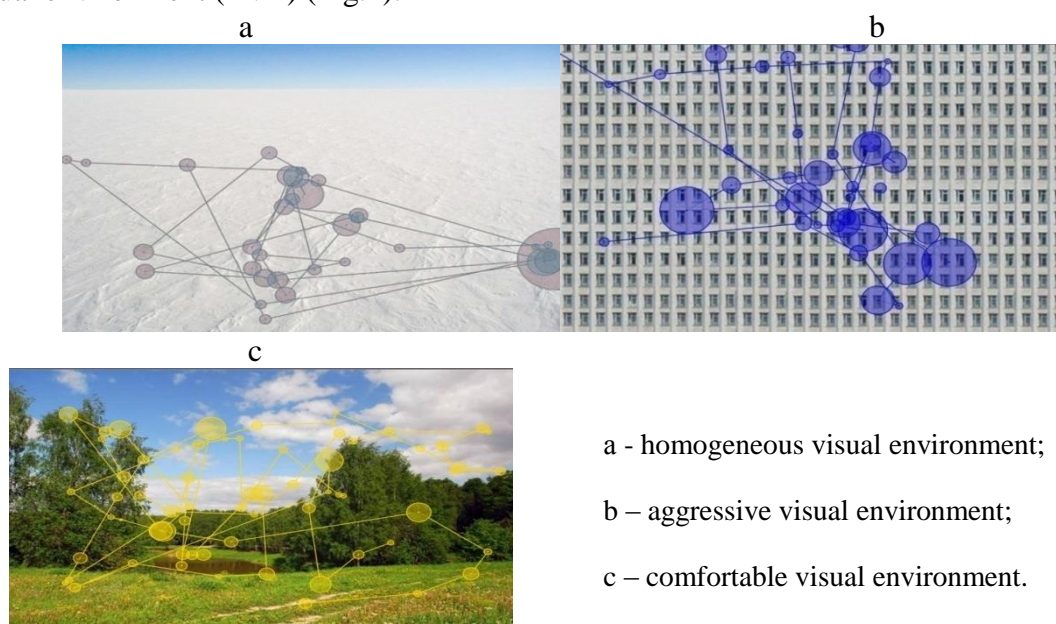 a
b
c
a - homogeneous visual environment;
b – aggressive visual environment;
c – comfortable visual environment.